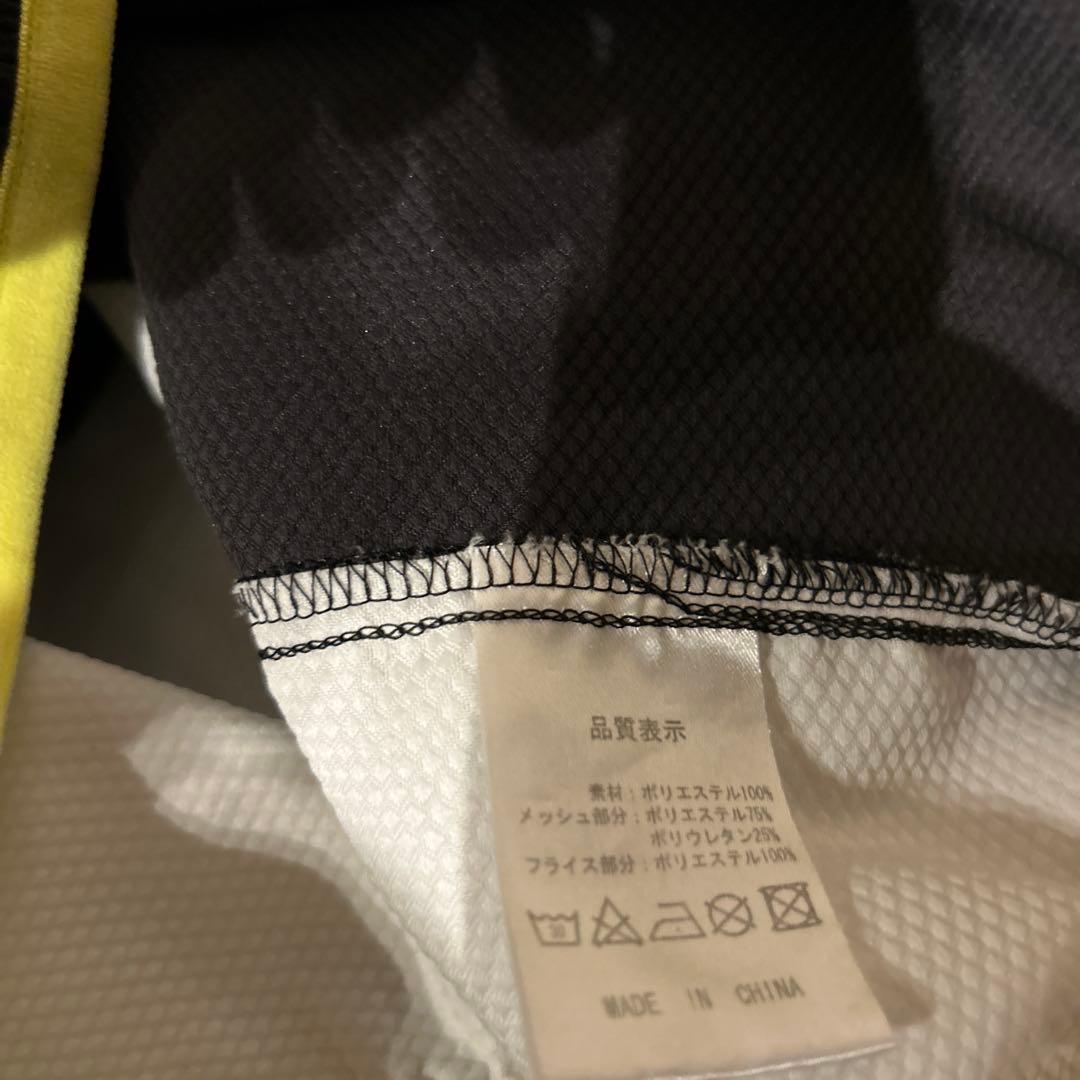 品質表示
素材：ポリエステル100%
メッシュ部分：ポリエステル75%
ポリウレタン25%
フライス部分：ポリエステル100%
30
MADE IN CHINA